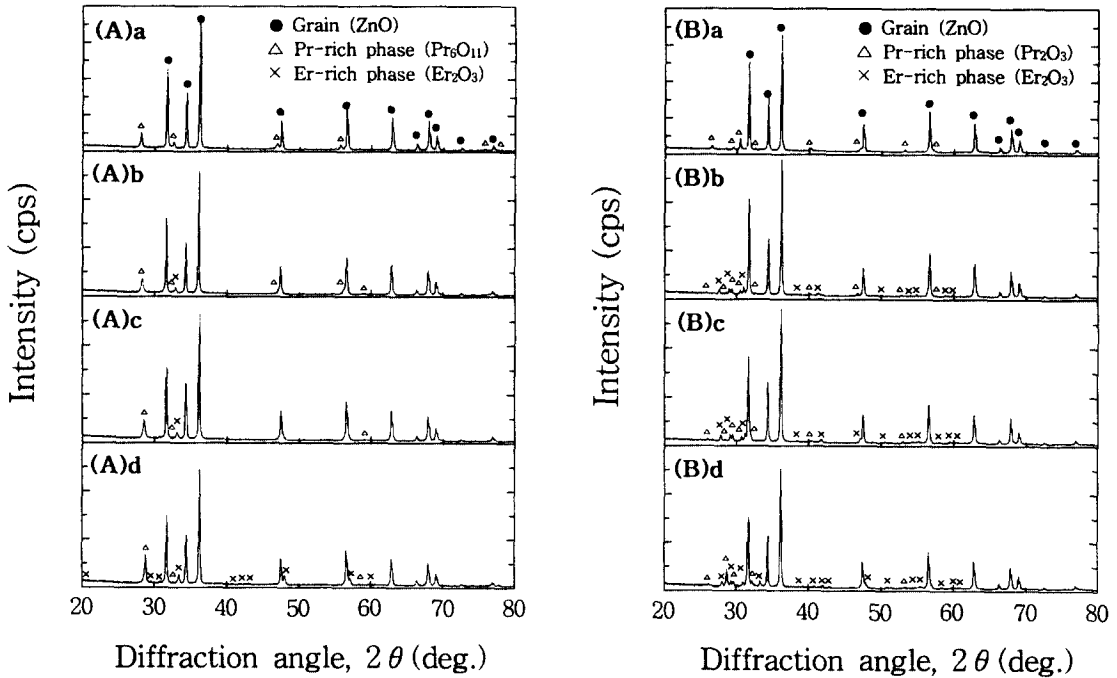 (A)a
● Grain (ZnO)
△ Pr-rich phase (Pr₆O₁₁)
× Er-rich phase (Er₂O₃)
(A)b
(A)c
(A)d
Intensity (cps)
20 30 40 50 60 70 80
Diffraction angle, 2θ (deg.)
(B)a
● Grain (ZnO)
△ Pr-rich phase (Pr₂O₃)
× Er-rich phase (Er₂O₃)
(B)b
(B)c
(B)d
Intensity (cps)
20 30 40 50 60 70 80
Diffraction angle, 2θ (deg.)